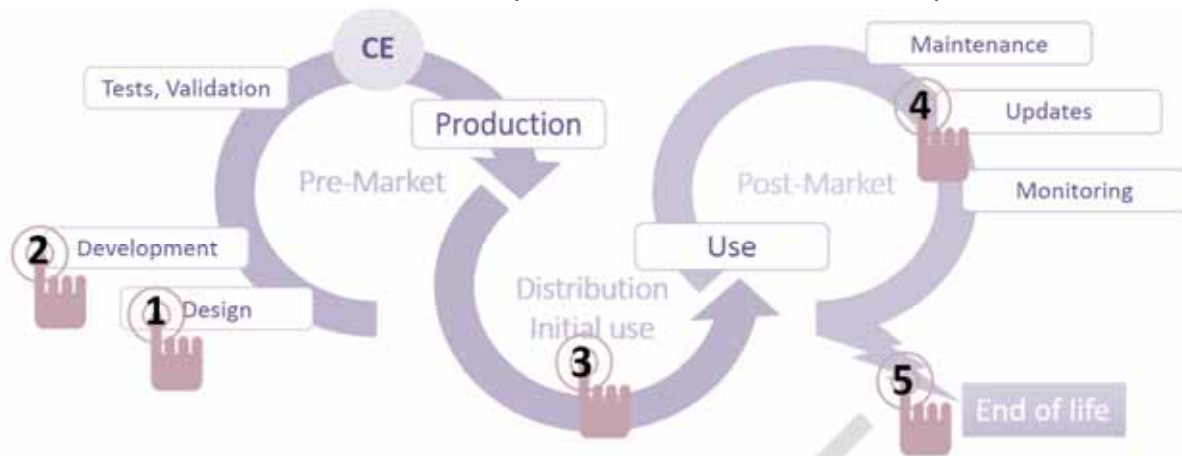 CE
Tests, Validation
Production
Pre-Market
2
Development
1
Design
Distribution
Initial use
3
Use
Post-Market
Maintenance
4
Updates
Monitoring
5
End of life